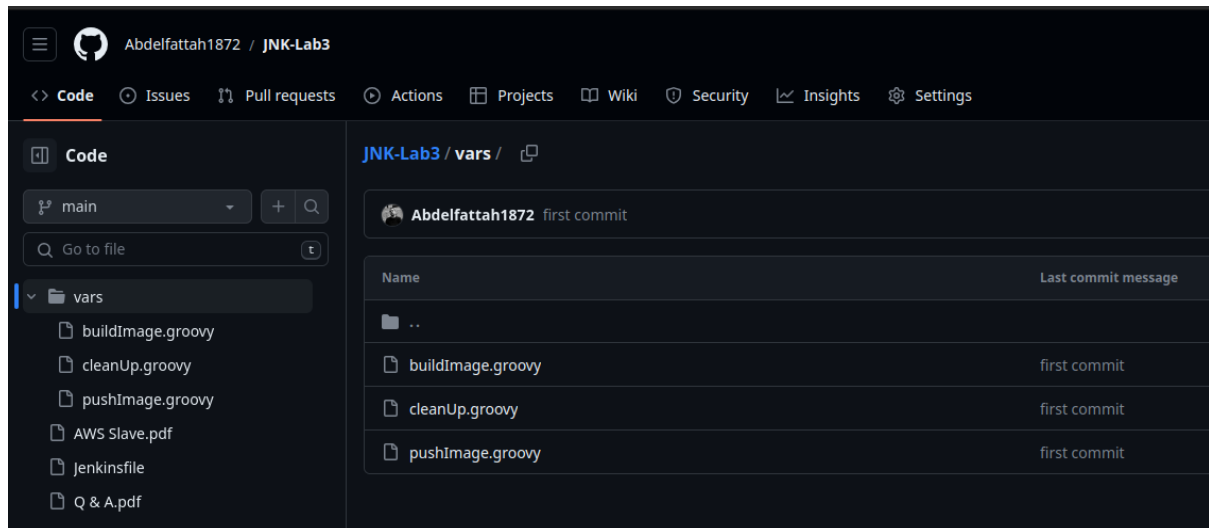 Abdelfattah1872 / JNK-Lab3
Code Issues Pull requests Actions Projects Wiki Security Insights Settings
Code
main
Go to file t
vars
buildImage.groovy
cleanUp.groovy
pushImage.groovy
AWS Slave.pdf
Jenkinsfile
Q & A.pdf
JNK-Lab3 / vars /
Abdelfattah1872 first commit
Name Last commit message
..
buildImage.groovy first commit
cleanUp.groovy first commit
pushImage.groovy first commit